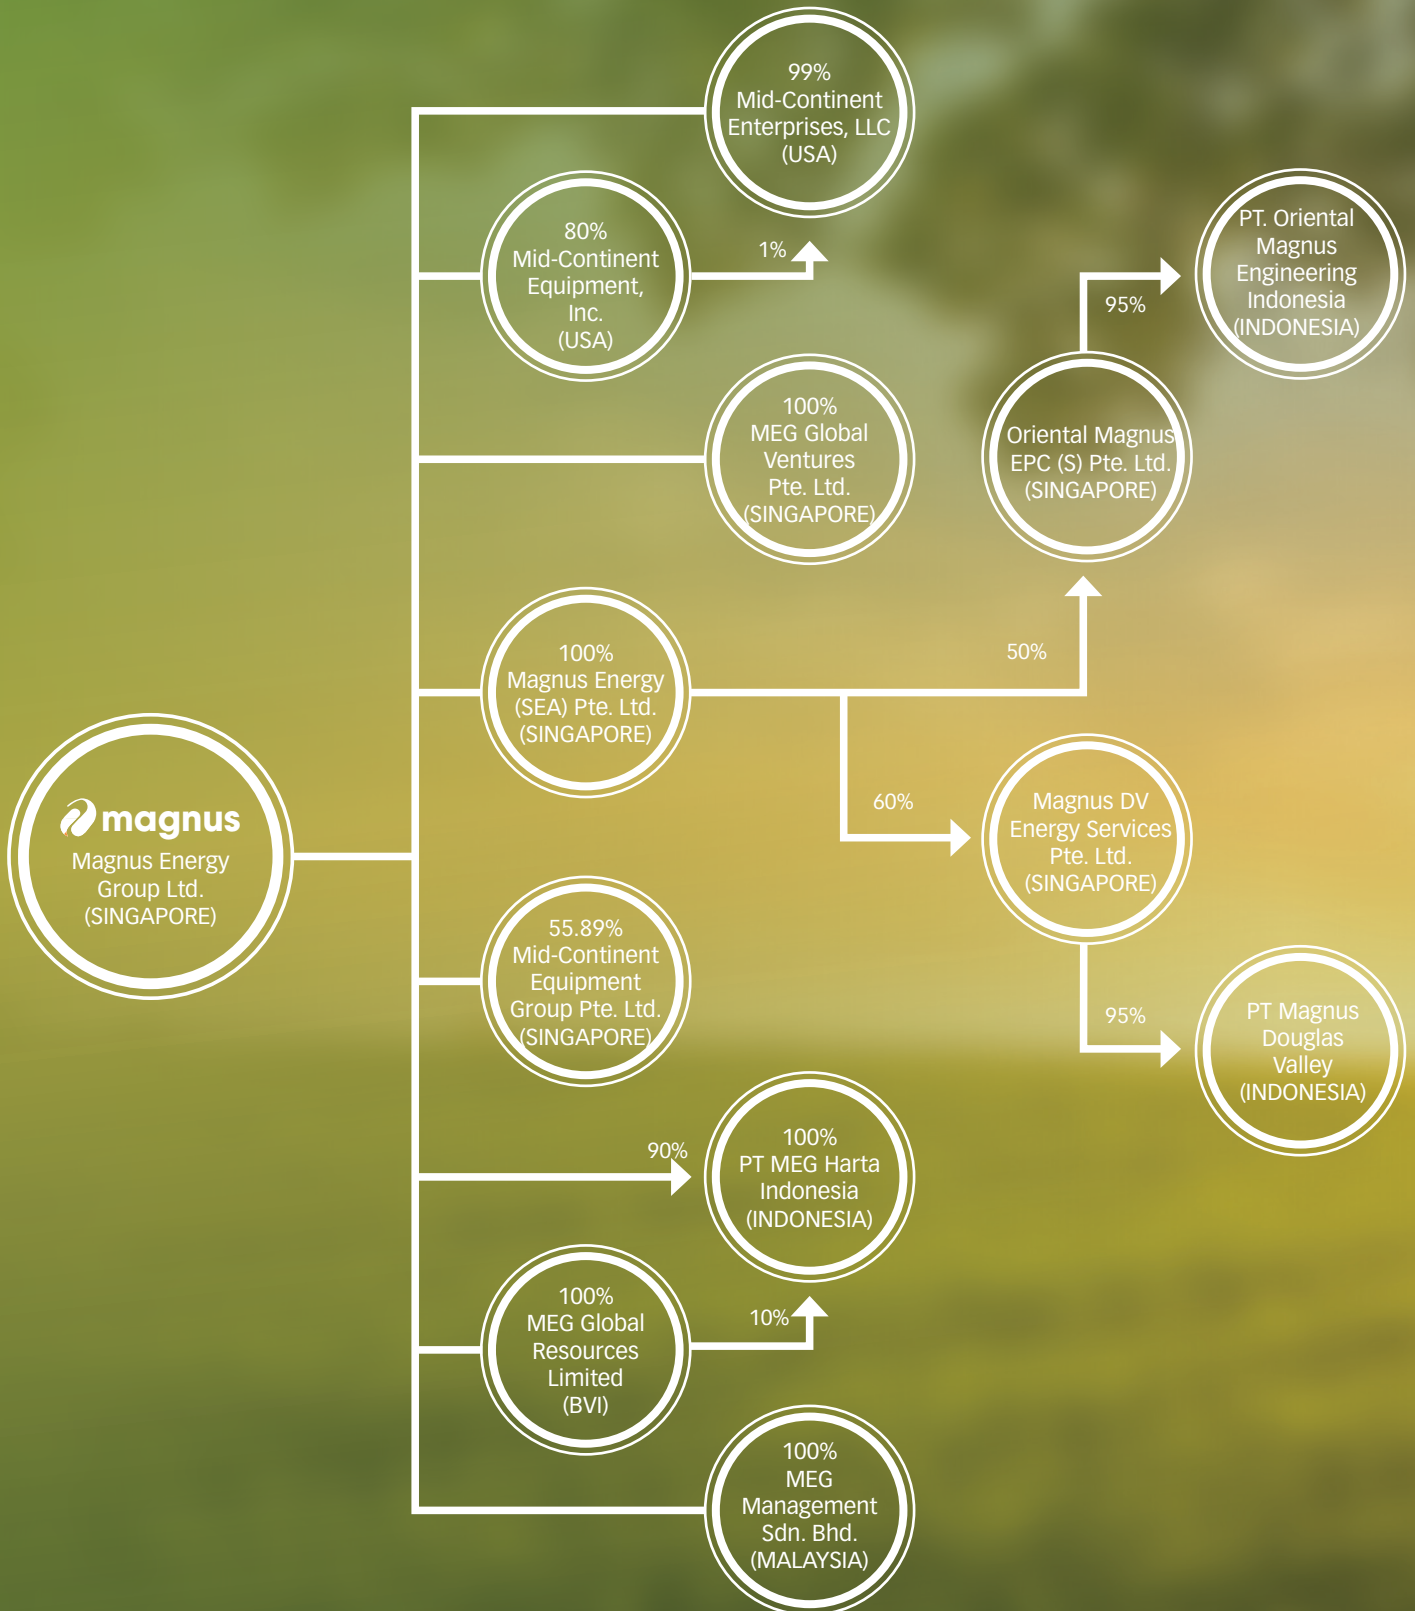 99%
Mid-Continent
Enterprises, LLC
(USA)
80%
Mid-Continent
Equipment,
Inc.
(USA)
1%
PT. Oriental
Magnus
Engineering
Indonesia
(INDONESIA)
95%
100%
MEG Global
Ventures
Pte. Ltd.
(SINGAPORE)
Oriental Magnus
EPC (S) Pte. Ltd.
(SINGAPORE)
100%
Magnus Energy
(SEA) Pte. Ltd.
(SINGAPORE)
50%
60%
magnus
Magnus Energy
Group Ltd.
(SINGAPORE)
Magnus DV
Energy Services
Pte. Ltd.
(SINGAPORE)
55.89%
Mid-Continent
Equipment
Group Pte. Ltd.
(SINGAPORE)
95%
PT Magnus
Douglas
Valley
(INDONESIA)
90%
100%
PT MEG Harta
Indonesia
(INDONESIA)
100%
MEG Global
Resources
Limited
(BVI)
10%
100%
MEG
Management
Sdn. Bhd.
(MALAYSIA)